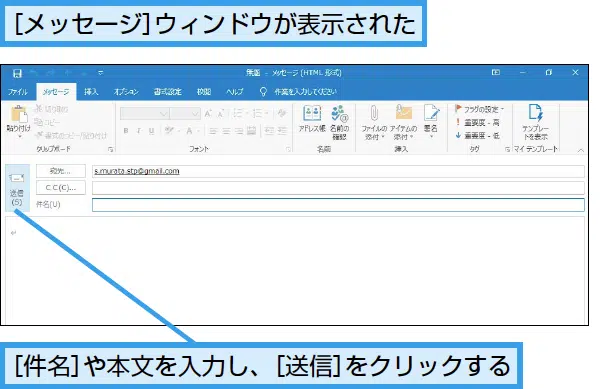 [メッセージ]ウィンドウが表示された
無題 - メッセージ (HTML 形式)
ファイル メッセージ 挿入 オプション 書式設定 校閲 ヘルプ 作業を入力してください
貼り付け 切り取り コピー 書式のコピー/貼り付け
B I U A
アドレス帳 名前の確認 ファイルの添付 アイテムの添付 署名
フラグの設定
重要度 - 高
重要度 - 低
テンプレートを表示
クリップボード フォント 名前 挿入 タグ マイ テンプレート
送信(S)
宛先... s.murata.stp@gmail.com
C C(C)...
件名(U)
[件名]や本文を入力し、[送信]をクリックする